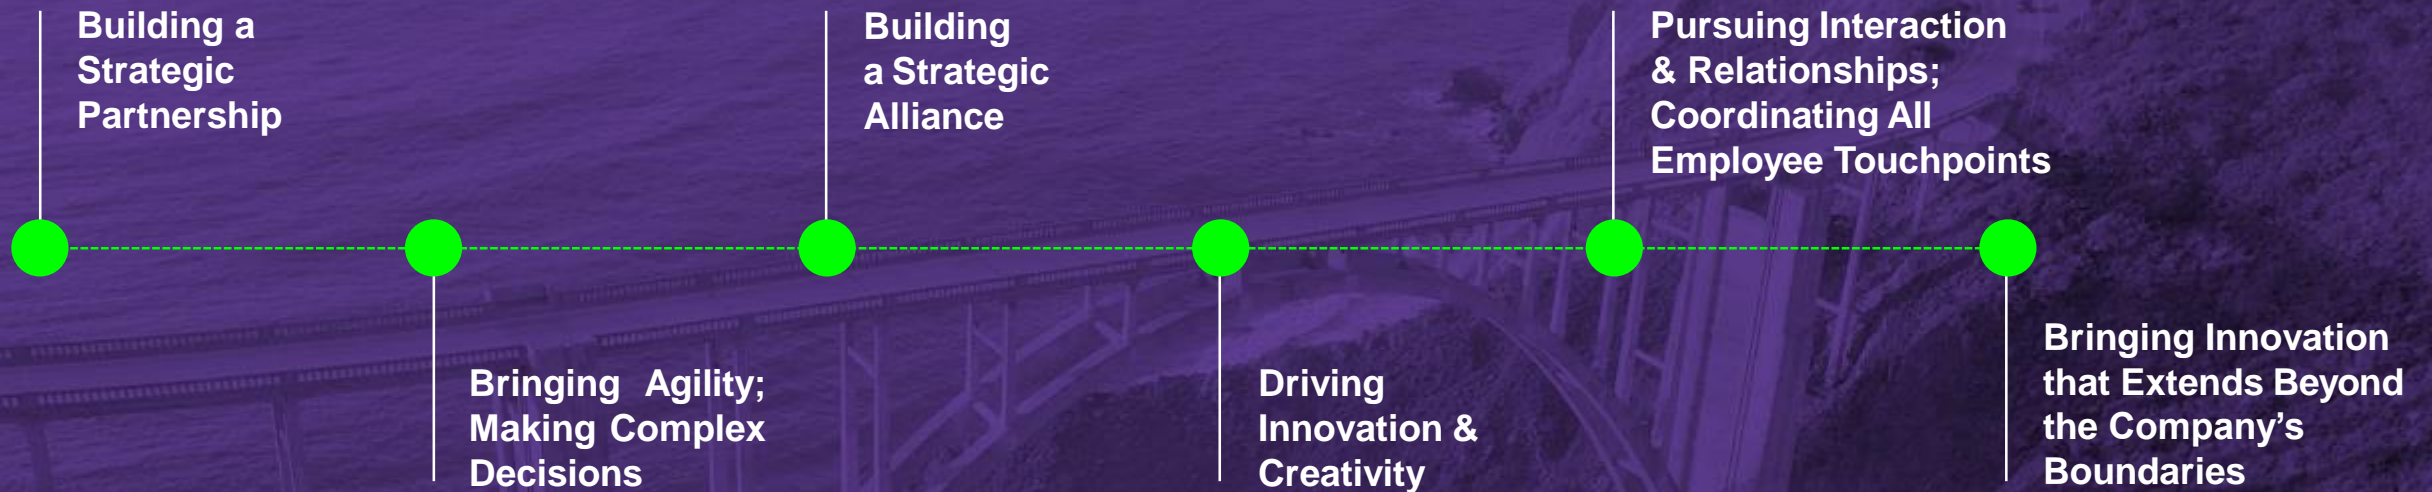 Building a
Strategic
Partnership
Bringing Agility;
Making Complex
Decisions
Building
a Strategic
Alliance
Driving
Innovation &
Creativity
Pursuing Interaction
& Relationships;
Coordinating All
Employee Touchpoints
Bringing Innovation
that Extends Beyond
the Company’s
Boundaries